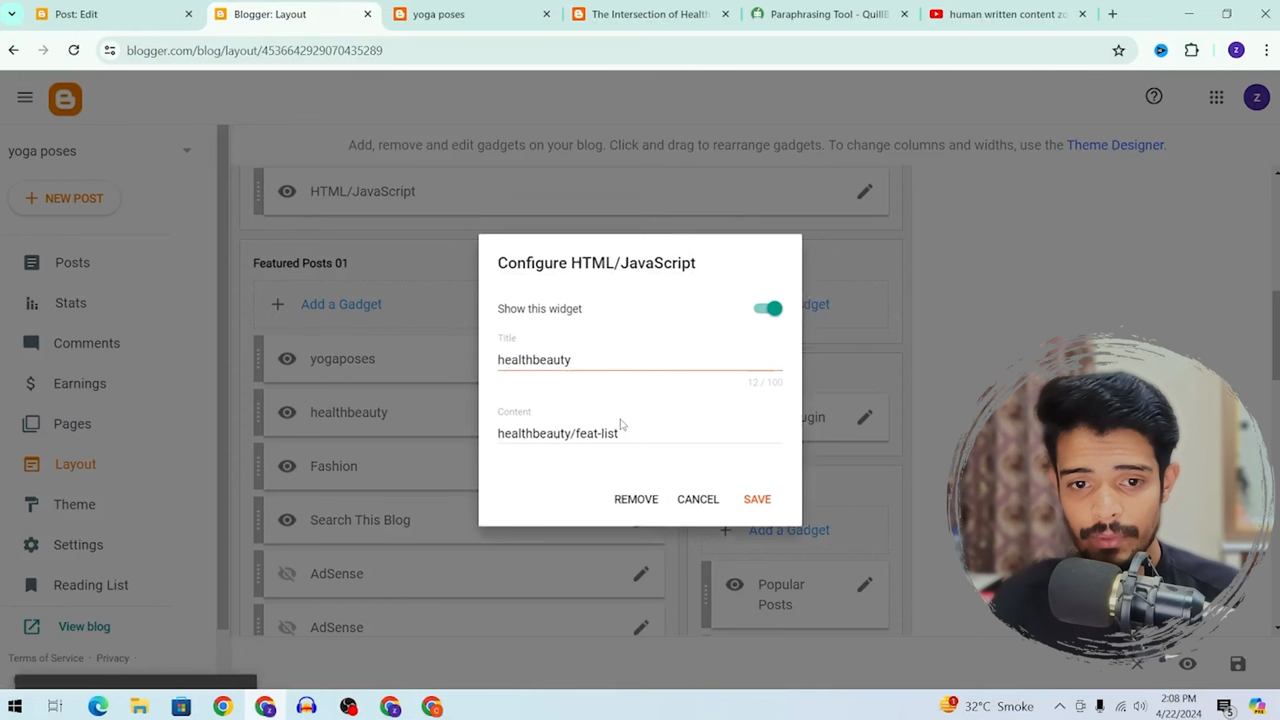 Post: Edit
Blogger: Layout
yoga poses
The Intersection of Health
Paraphrasing Tool - QuillB
human written content zo
blogger.com/blog/layout/4536642929070435289
z
z
yoga poses
Add, remove and edit gadgets on your blog. Click and drag to rearrange gadgets. To change columns and widths, use the Theme Designer.
NEW POST
HTML/JavaScript
Posts
Stats
Comments
Earnings
Pages
Layout
Theme
Settings
Reading List
View blog
Terms of Service · Privacy ·
Featured Posts 01
Add a Gadget
yogaposes
healthbeauty
Fashion
Search This Blog
AdSense
AdSense
Configure HTML/JavaScript
Show this widget
Title
healthbeauty
12 / 100
Content
healthbeauty/feat-list
REMOVE CANCEL SAVE
Add a Gadget
Popular
Posts
32°C Smoke
2:08 PM
4/22/2024
5